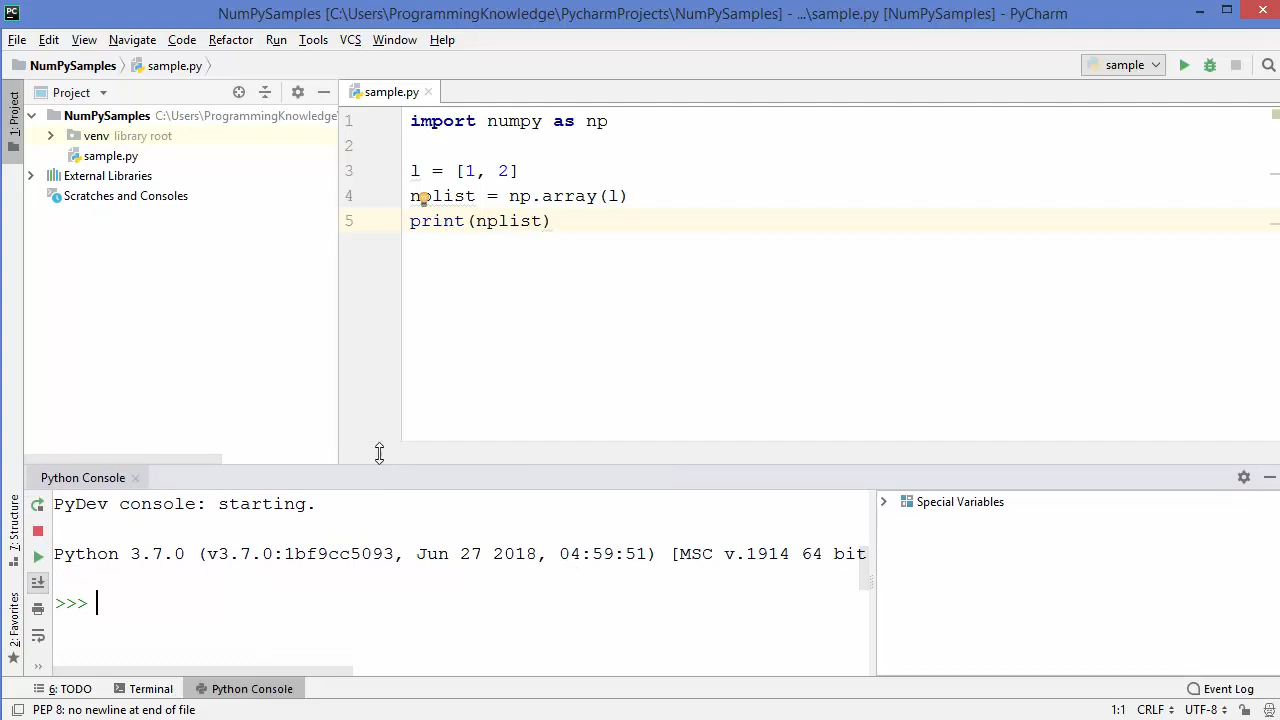 PC NumPySamples [C:\Users\ProgrammingKnowledge\PycharmProjects\NumPySamples] - ...\sample.py [NumPySamples] - PyCharm
File Edit View Navigate Code Refactor Run Tools VCS Window Help
NumPySamples sample.py sample
1: Project
Project
sample.py
NumPySamples C:\Users\ProgrammingKnowledge
venv library root
sample.py
External Libraries
Scratches and Consoles
1 import numpy as np
2
3 l = [1, 2]
4 nplist = np.array(l)
5 print(nplist)
Python Console
7: Structure
2: Favorites
PyDev console: starting.
Python 3.7.0 (v3.7.0:1bf9cc5093, Jun 27 2018, 04:59:51) [MSC v.1914 64 bit
>>>
Special Variables
6: TODO Terminal Python Console Event Log
PEP 8: no newline at end of file 1:1 CRLF UTF-8